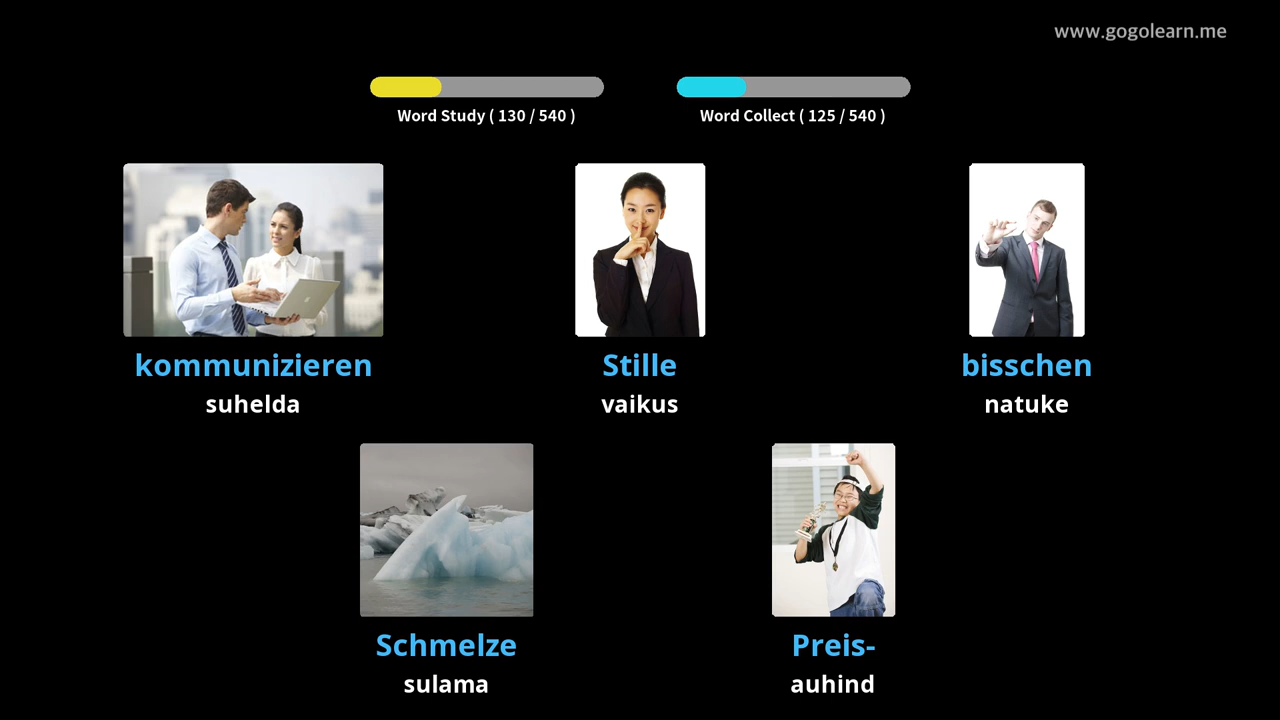 www.gogolearn.me
Word Study ( 130 / 540 )
Word Collect ( 125 / 540 )
kommunizieren
suhelda
Stille
vaikus
bisschen
natuke
Schmelze
sulama
Preis-
auhind